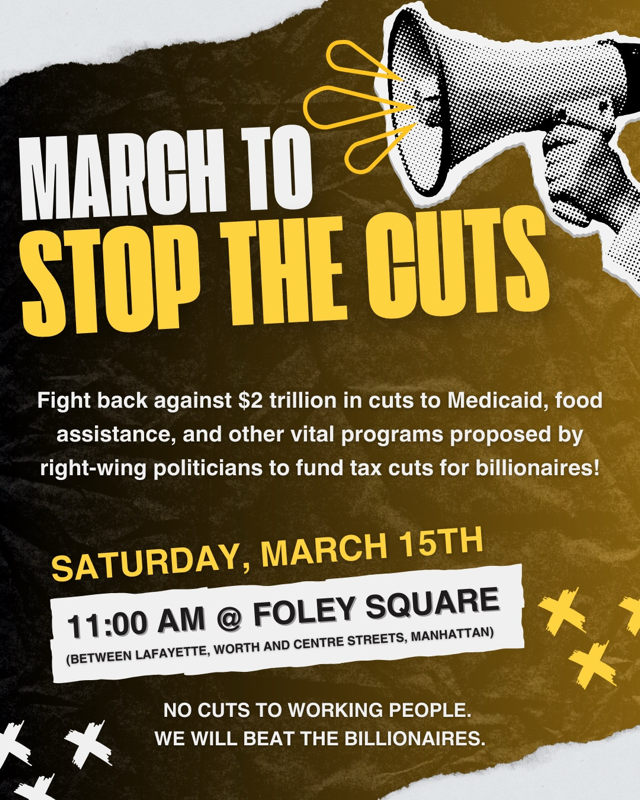 MARCH TO
STOP THE CUTS
Fight back against $2 trillion in cuts to Medicaid, food
assistance, and other vital programs proposed by
right-wing politicians to fund tax cuts for billionaires!
SATURDAY, MARCH 15TH
11:00 AM @ FOLEY SQUARE
(BETWEEN LAFAYETTE, WORTH AND CENTRE STREETS, MANHATTAN)
NO CUTS TO WORKING PEOPLE.
WE WILL BEAT THE BILLIONAIRES.